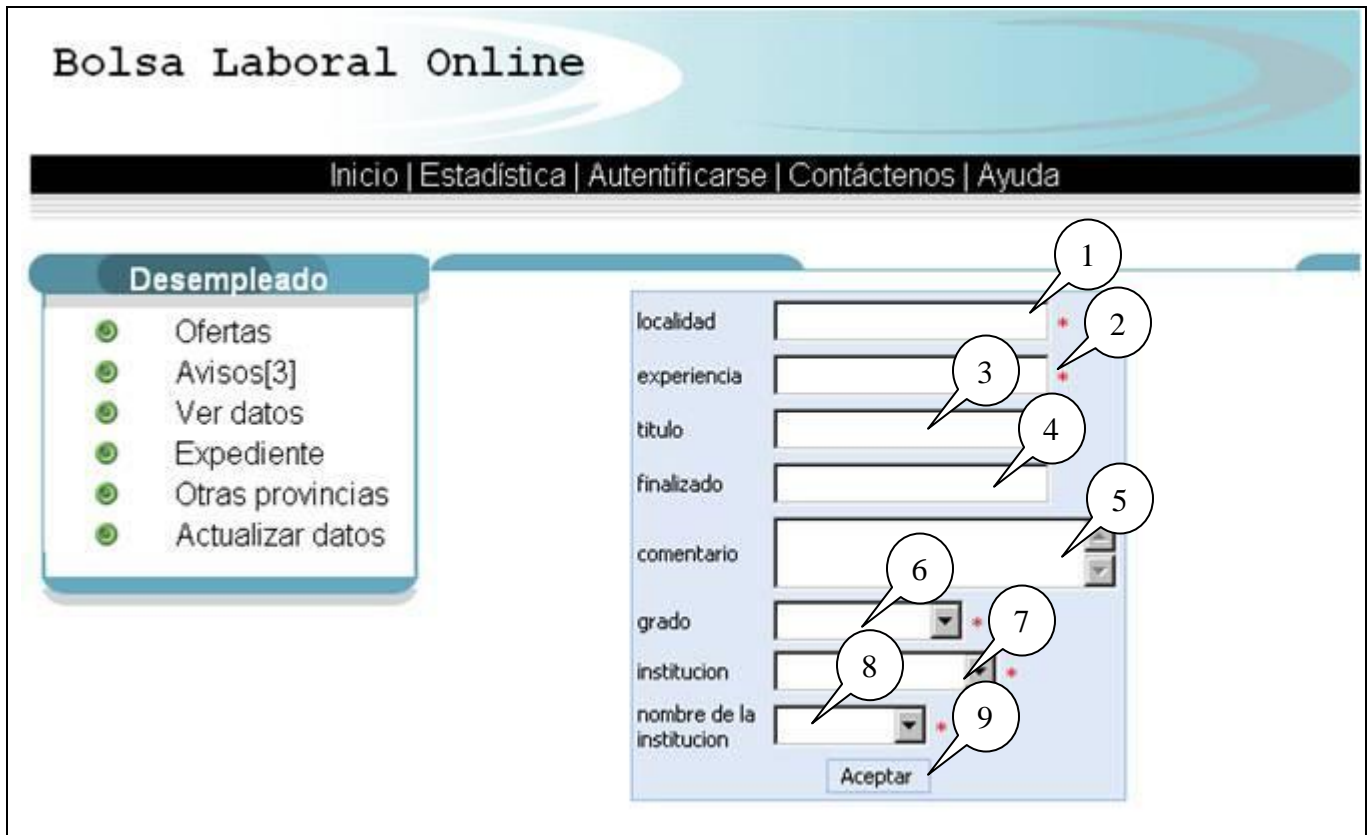 Bolsa Laboral Online
Inicio | Estadística | Autentificarse | Contáctenos | Ayuda
Desempleado
Ofertas
Avisos[3]
Ver datos
Expediente
Otras provincias
Actualizar datos
1
localidad *
2
experiencia *
3
titulo
4
finalizado
5
comentario
6
grado *
7
institucion *
8
nombre de la
institucion *
9
Aceptar